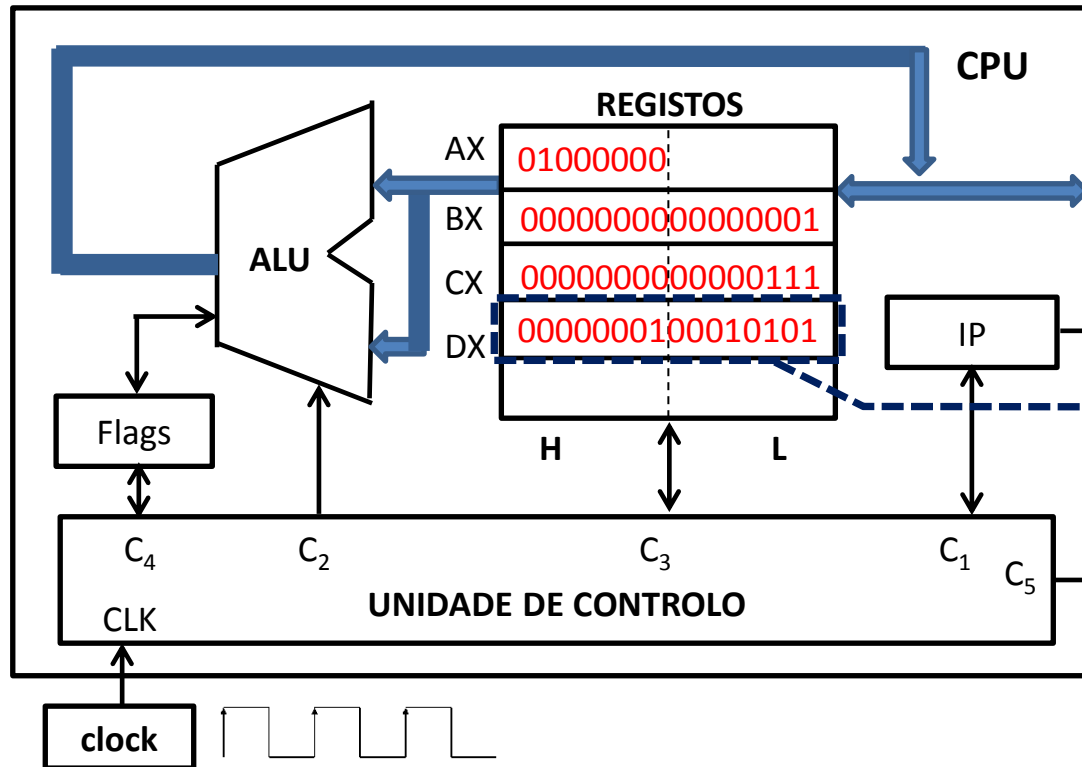 CPU
REGISTOS
AX 01000000
BX 0000000000000001
CX 0000000000000111
DX 0000000100010101
ALU
IP
Flags
H L
C4 C2 C3 C1
C5
UNIDADE DE CONTROLO
CLK
clock